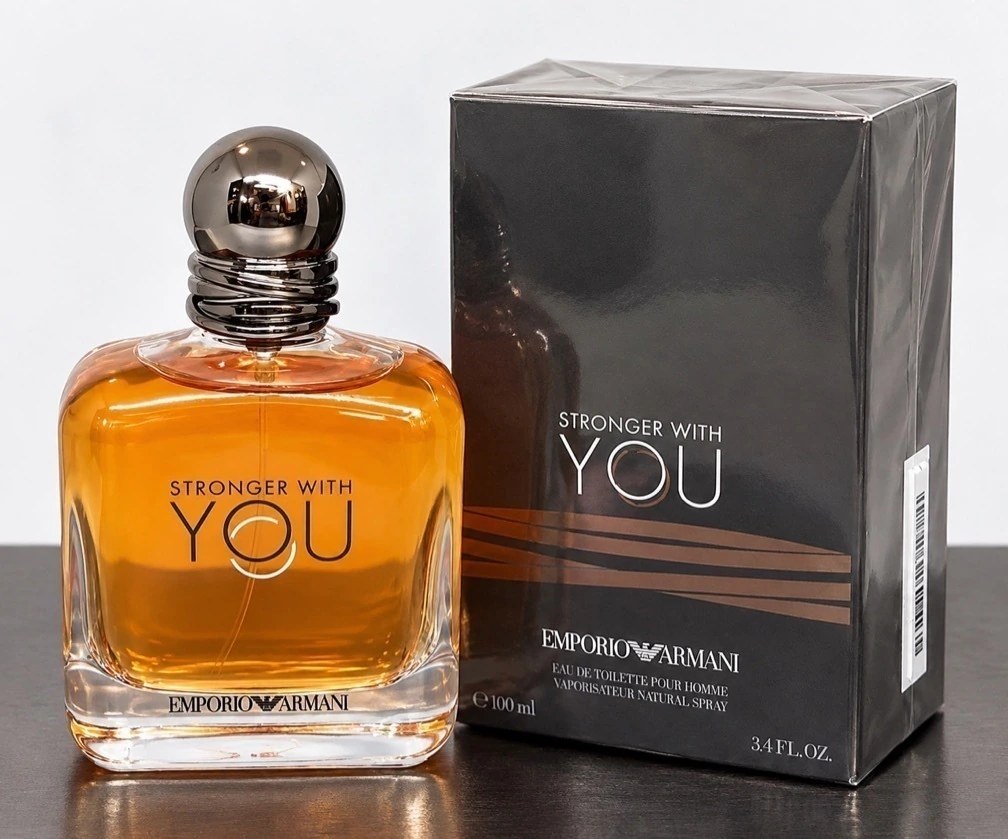 STRONGER WITH
YOU
EMPORIO ARMANI
STRONGER WITH
YOU
EMPORIO ARMANI
EAU DE TOILETTE POUR HOMME
VAPORISATEUR NATURAL SPRAY
℮100 ml
3.4 FL. OZ.